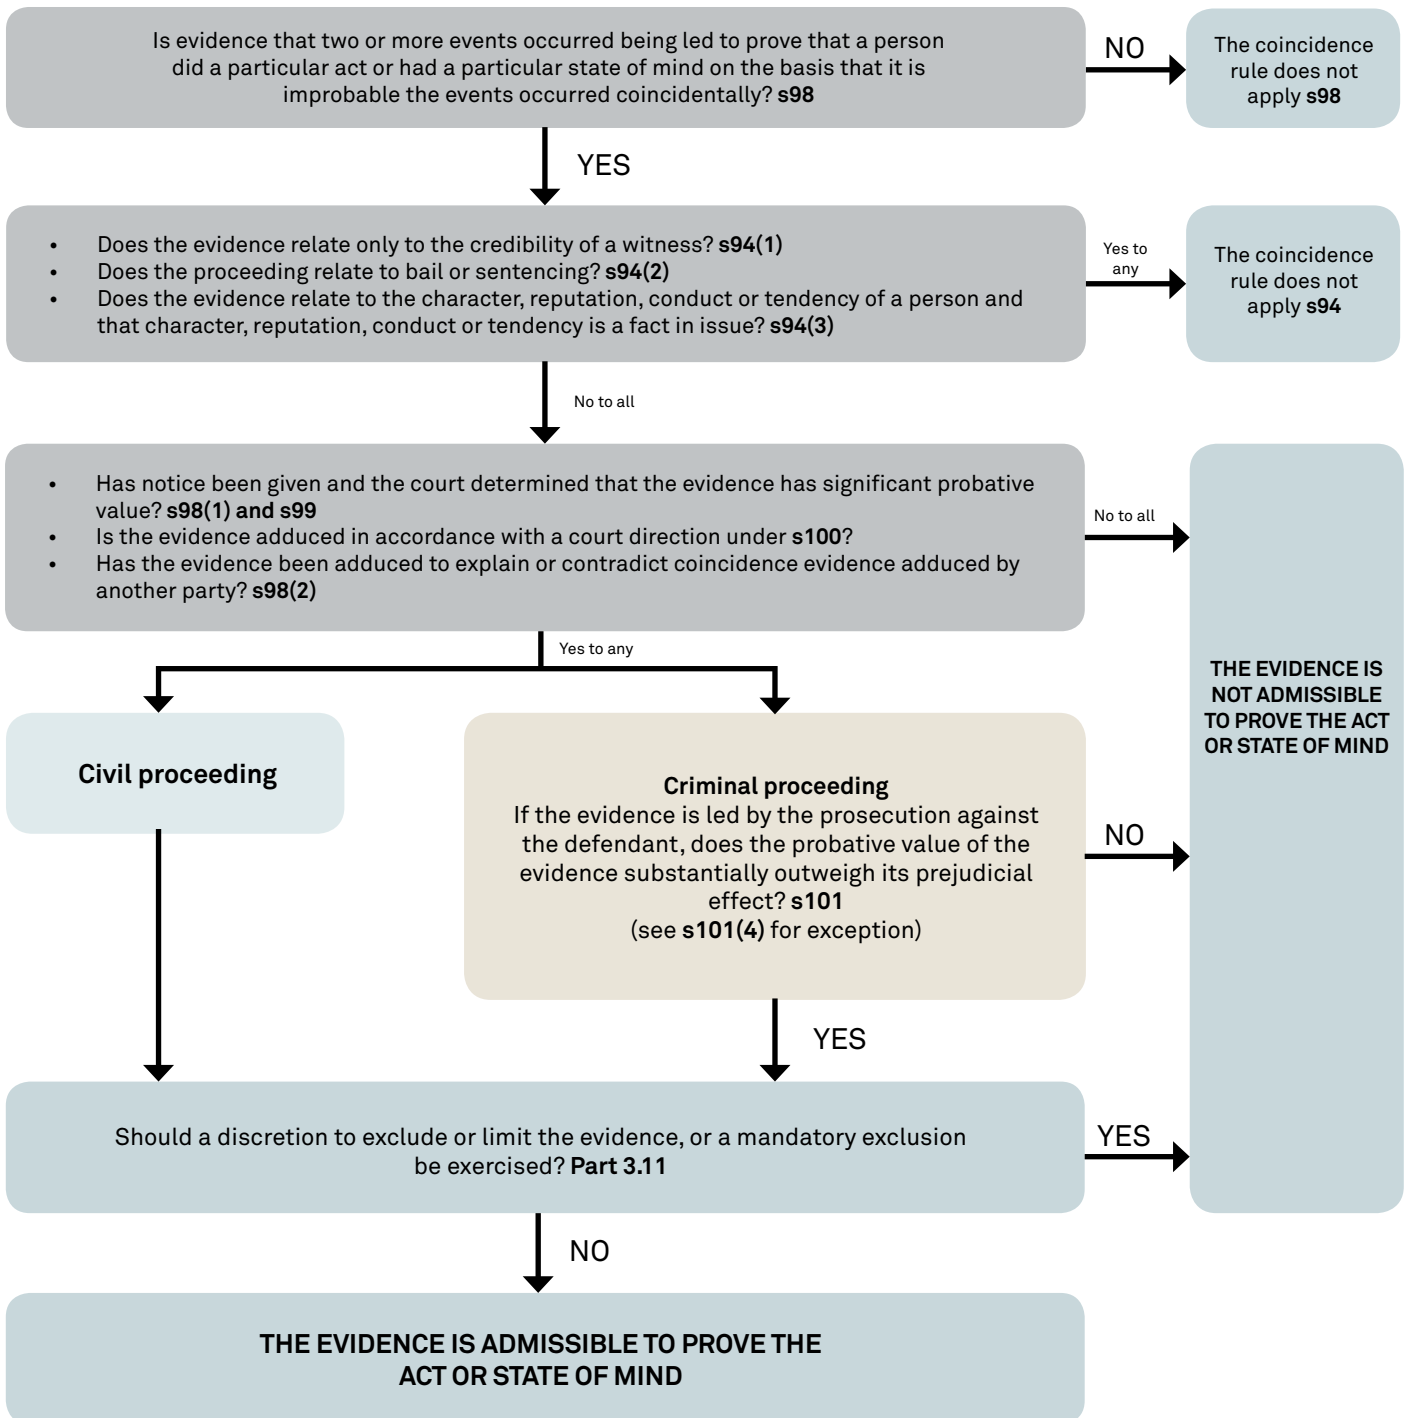 Is evidence that two or more events occurred being led to prove that a person
did a particular act or had a particular state of mind on the basis that it is
improbable the events occurred coincidentally? s98
NO
The coincidence
rule does not
apply s98
YES
• Does the evidence relate only to the credibility of a witness? s94(1)
• Does the proceeding relate to bail or sentencing? s94(2)
• Does the evidence relate to the character, reputation, conduct or tendency of a person and
that character, reputation, conduct or tendency is a fact in issue? s94(3)
Yes to
any
The coincidence
rule does not
apply s94
No to all
• Has notice been given and the court determined that the evidence has significant probative
value? s98(1) and s99
• Is the evidence adduced in accordance with a court direction under s100?
• Has the evidence been adduced to explain or contradict coincidence evidence adduced by
another party? s98(2)
No to all
Yes to any
THE EVIDENCE IS
NOT ADMISSIBLE
TO PROVE THE ACT
OR STATE OF MIND
Civil proceeding
Criminal proceeding
If the evidence is led by the prosecution against
the defendant, does the probative value of the
evidence substantially outweigh its prejudicial
effect? s101
(see s101(4) for exception)
NO
YES
Should a discretion to exclude or limit the evidence, or a mandatory exclusion
be exercised? Part 3.11
YES
NO
THE EVIDENCE IS ADMISSIBLE TO PROVE THE
ACT OR STATE OF MIND